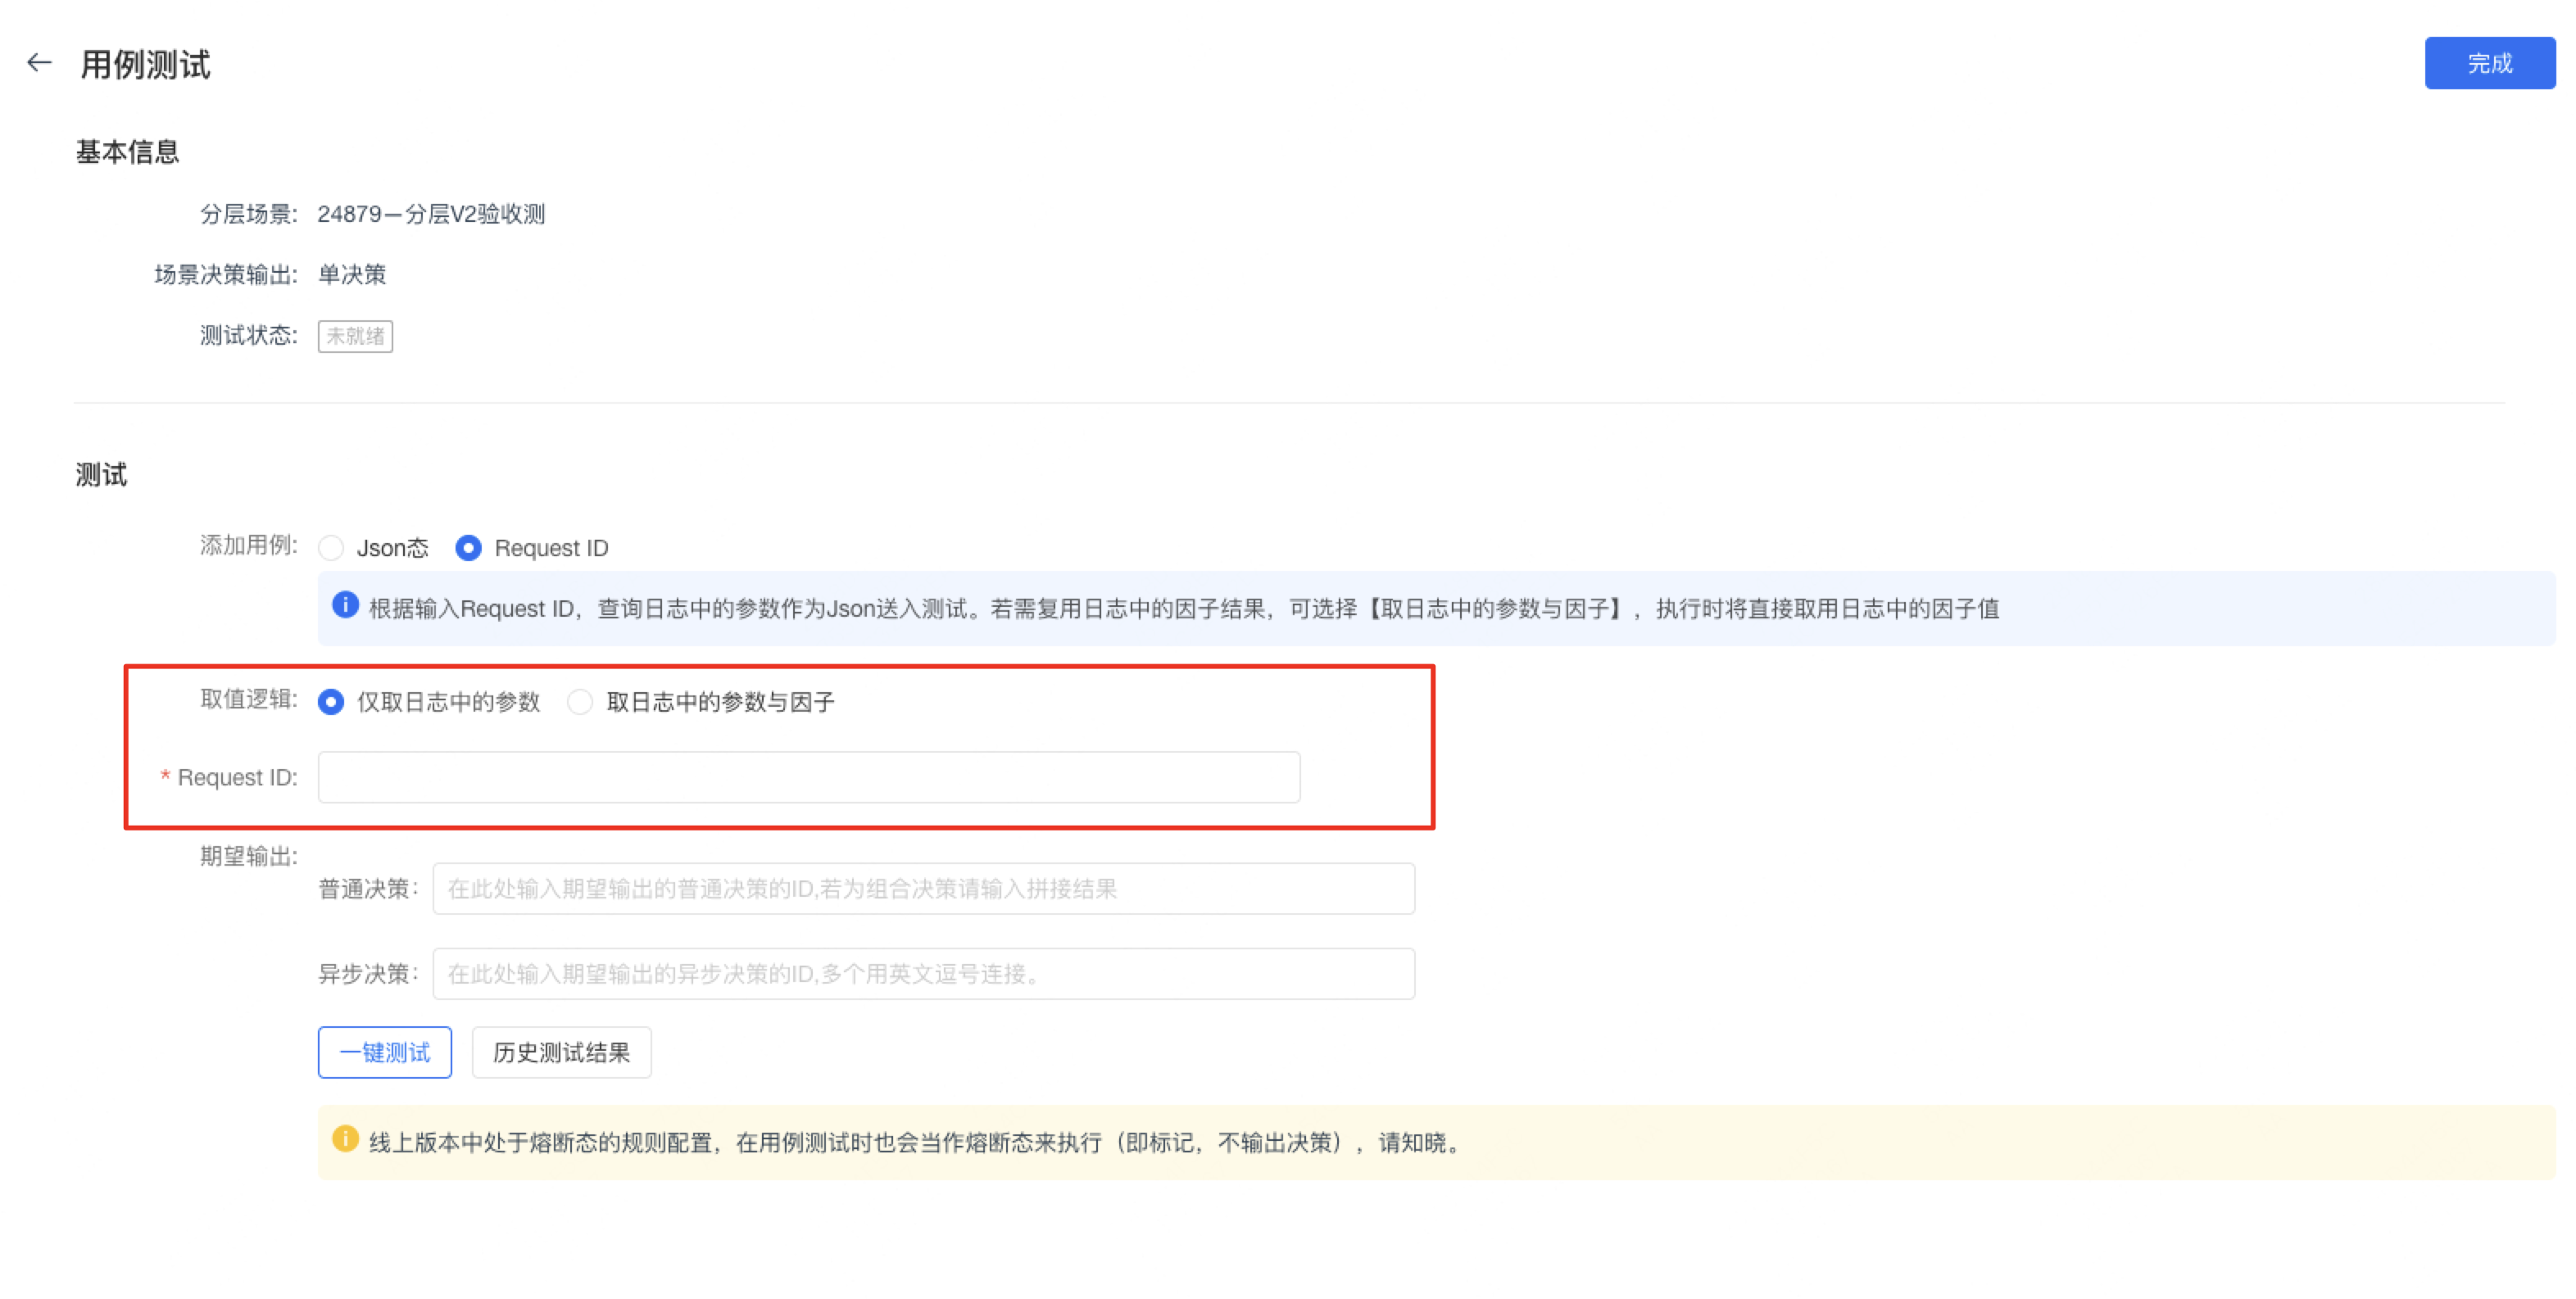 用例测试
完成
基本信息
分层场景: 24879—分层V2验收测
场景决策输出: 单决策
测试状态: 未就绪
测试
添加用例: Json态 Request ID
根据输入Request ID，查询日志中的参数作为Json送入测试。若需复用日志中的因子结果，可选择【取日志中的参数与因子】，执行时将直接取用日志中的因子值
取值逻辑: 仅取日志中的参数 取日志中的参数与因子
* Request ID:
期望输出:
普通决策： 在此处输入期望输出的普通决策的ID,若为组合决策请输入拼接结果
异步决策： 在此处输入期望输出的异步决策的ID,多个用英文逗号连接。
一键测试 历史测试结果
线上版本中处于熔断态的规则配置，在用例测试时也会当作熔断态来执行（即标记，不输出决策），请知晓。